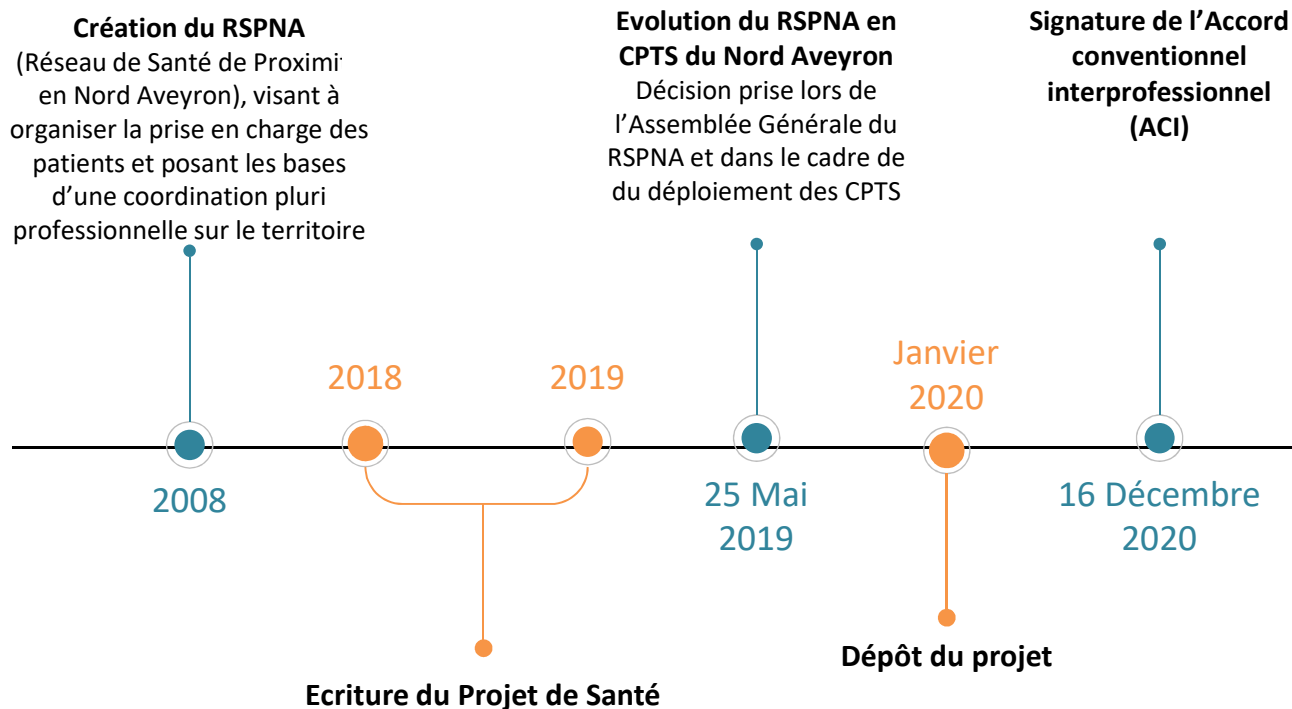 Création du RSPNA
(Réseau de Santé de Proximi
en Nord Aveyron), visant à
organiser la prise en charge des
patients et posant les bases
d’une coordination pluri
professionnelle sur le territoire
Evolution du RSPNA en
CPTS du Nord Aveyron
Décision prise lors de
l’Assemblée Générale du
RSPNA et dans le cadre de
du déploiement des CPTS
Signature de l’Accord
conventionnel
interprofessionnel
(ACI)
2018
2019
Janvier
2020
2008
25 Mai
2019
16 Décembre
2020
Ecriture du Projet de Santé
Dépôt du projet